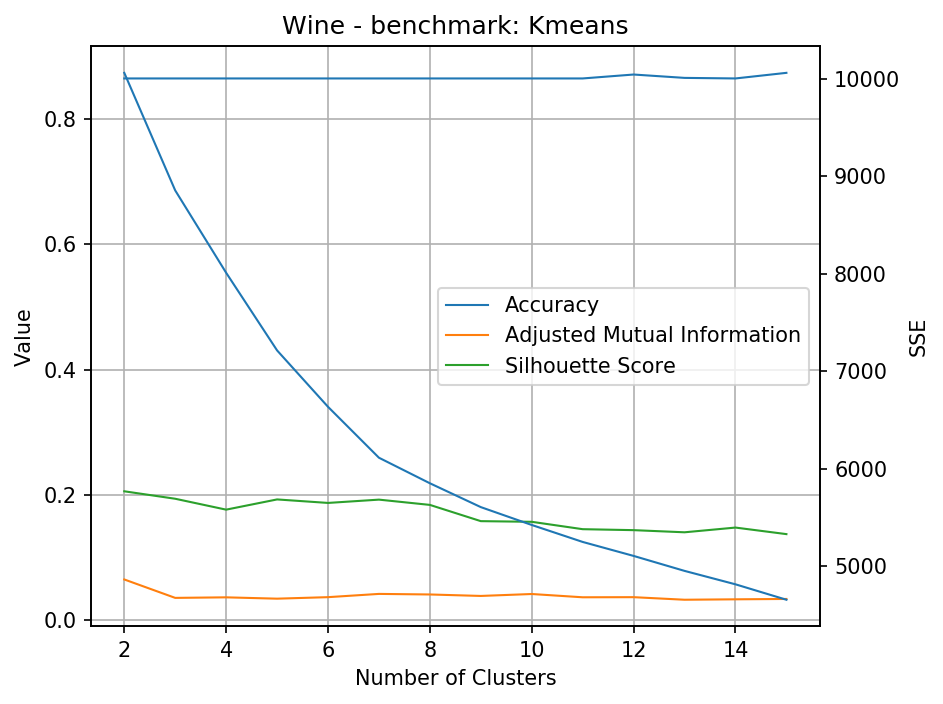 Wine - benchmark: Kmeans
Value
0.8
0.6
0.4
0.2
0.0
10000
9000
8000
7000
6000
5000
SSE
Accuracy
Adjusted Mutual Information
Silhouette Score
2 4 6 8 10 12 14
Number of Clusters